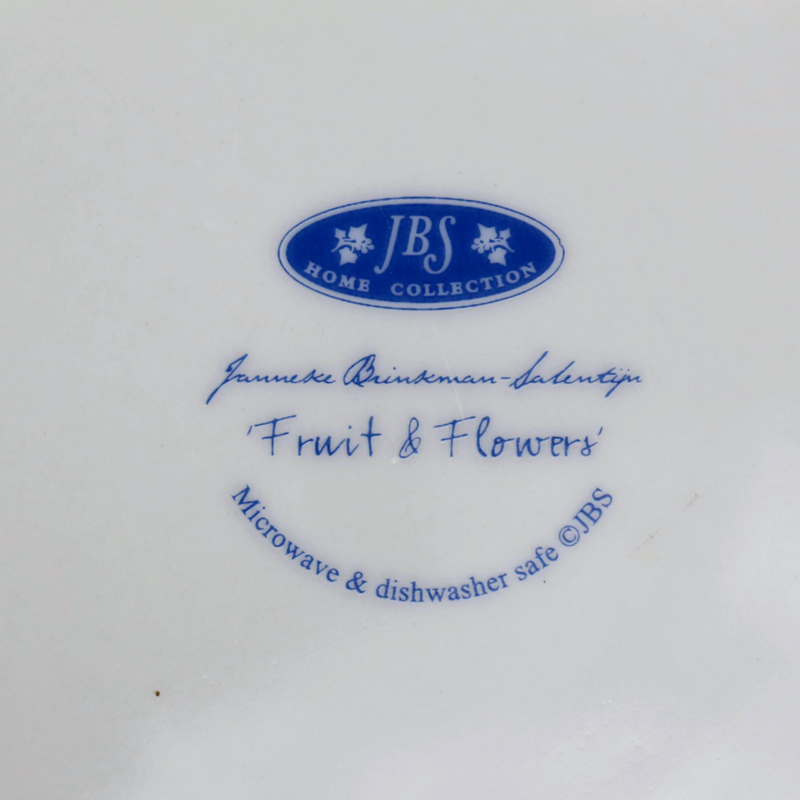 JBS
HOME COLLECTION
Janneke Brinkman-Salentijn
'Fruit & Flowers'
Microwave & dishwasher safe ©JBS